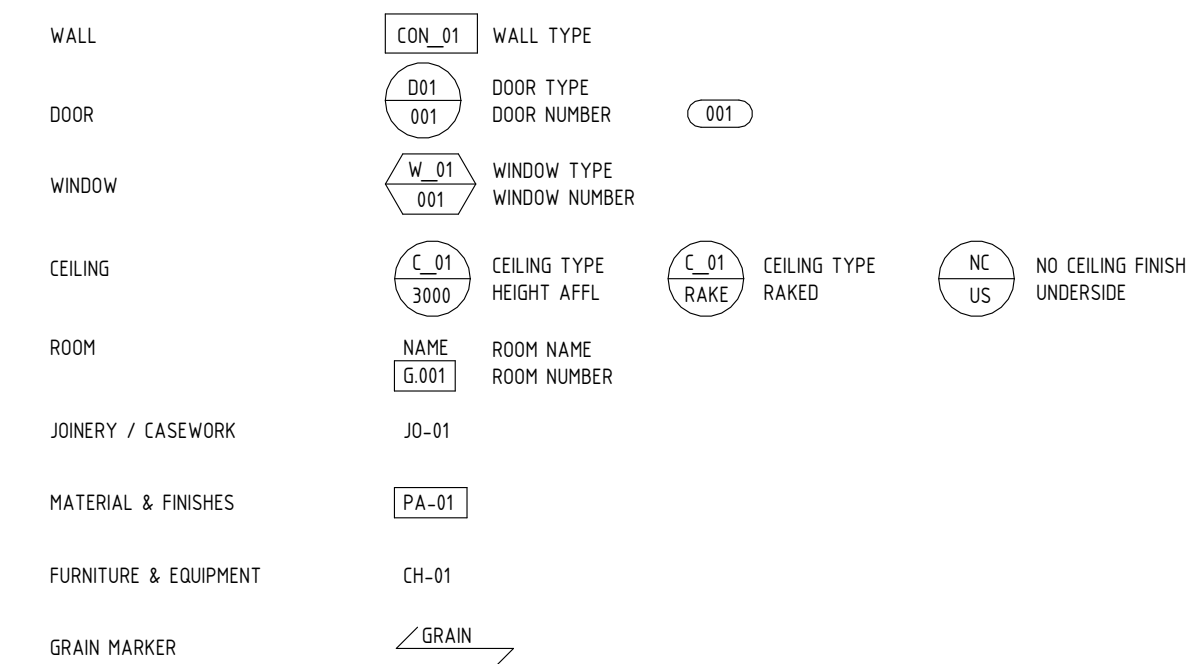 WALL CON_01 WALL TYPE
D01 DOOR TYPE
DOOR 001 DOOR NUMBER 001
W_01 WINDOW TYPE
WINDOW
001 WINDOW NUMBER
C_01 CEILING TYPE C_01 CEILING TYPE NC NO CEILING FINISH
CEILING
3000 HEIGHT AFFL RAKE RAKED US UNDERSIDE
ROOM NAME ROOM NAME
G.001 ROOM NUMBER
JOINERY / CASEWORK JO-01
MATERIAL & FINISHES PA-01
FURNITURE & EQUIPMENT CH-01
GRAIN MARKER GRAIN